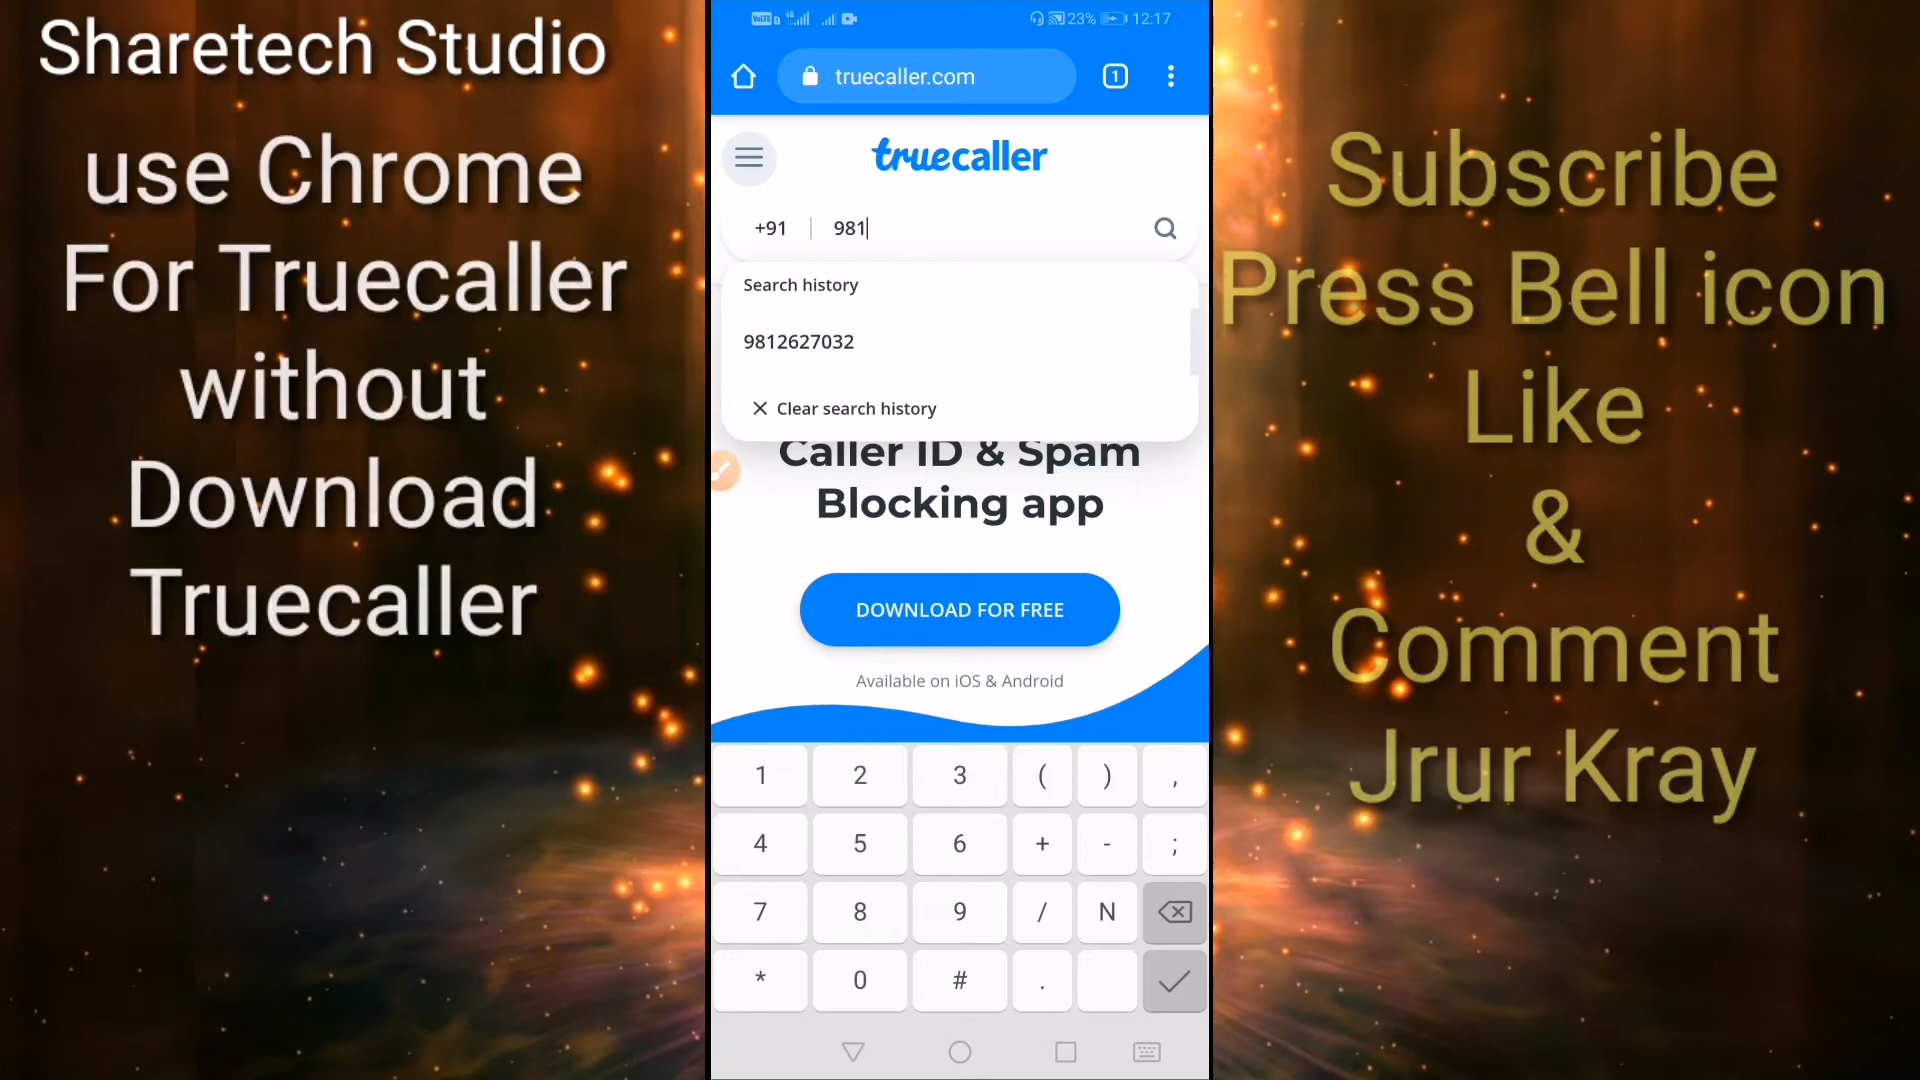 Sharetech Studio
use Chrome
For Truecaller
without
Download
Truecaller
VoLTE 4G 23% 12:17
truecaller.com 1
truecaller
+91 981
Search history
9812627032
Clear search history
Caller ID & Spam
Blocking app
DOWNLOAD FOR FREE
Available on iOS & Android
1 2 3 ( ) ,
4 5 6 + - ;
7 8 9 / N
* 0 # .
Subscribe
Press Bell icon
Like
&
Comment
Jrur Kray